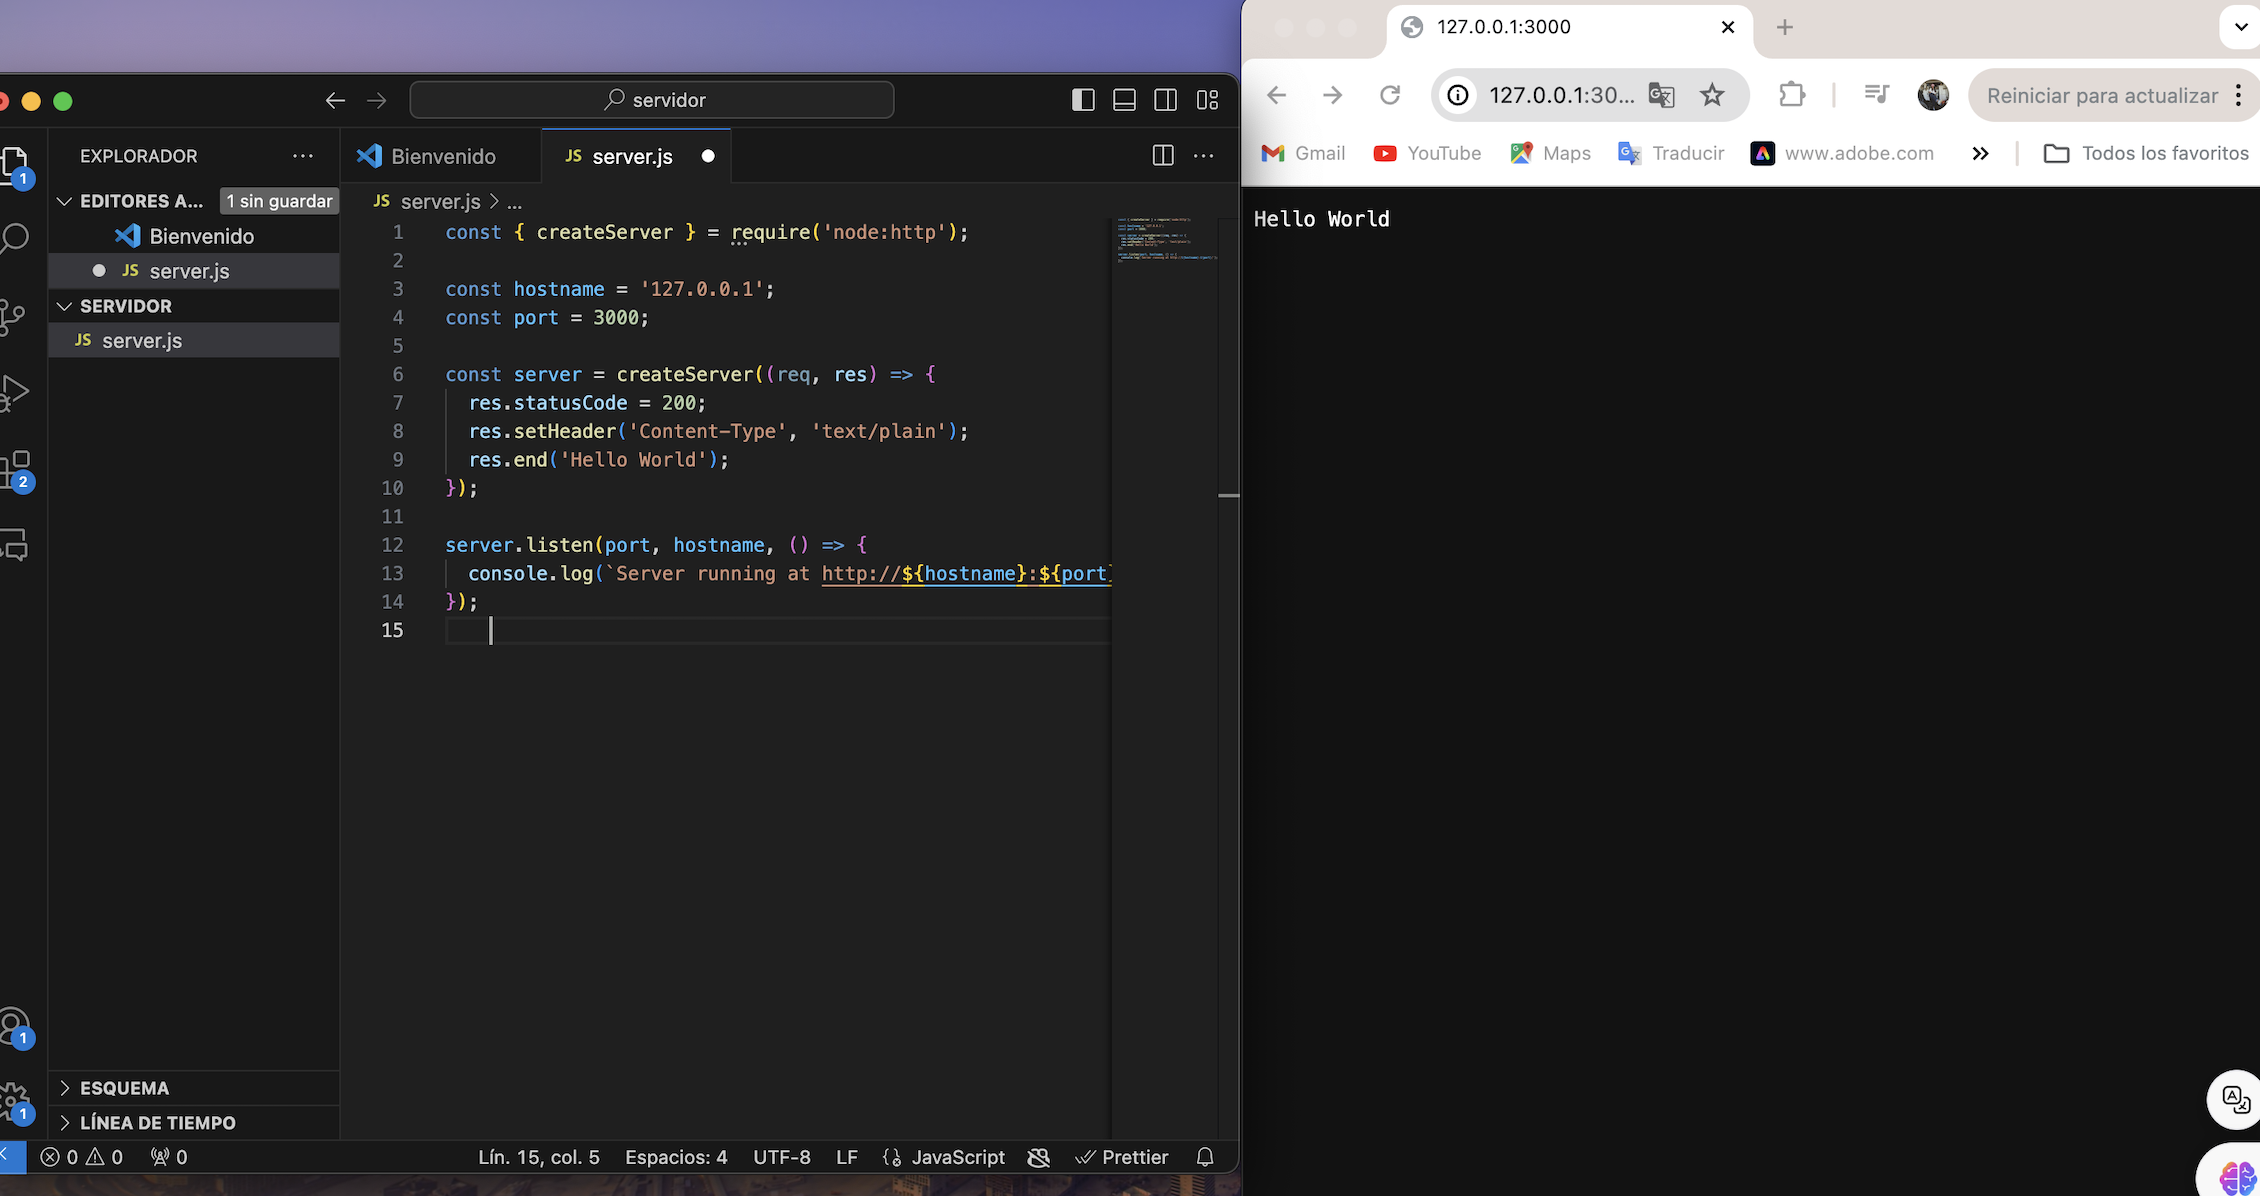 servidor
EXPLORADOR
EDITORES A... 1 sin guardar
Bienvenido
JS server.js
SERVIDOR
JS server.js
ESQUEMA
LÍNEA DE TIEMPO
1
2
1
1
Bienvenido JS server.js
JS server.js > ...
1 const { createServer } = require('node:http');
2
3 const hostname = '127.0.0.1';
4 const port = 3000;
5
6 const server = createServer((req, res) => {
7 res.statusCode = 200;
8 res.setHeader('Content-Type', 'text/plain');
9 res.end('Hello World');
10 });
11
12 server.listen(port, hostname, () => {
13 console.log(`Server running at http://${hostname}:${port}
14 });
15
0 0 0 Lín. 15, col. 5 Espacios: 4 UTF-8 LF JavaScript Prettier
127.0.0.1:3000
127.0.0.1:30... Reiniciar para actualizar
Gmail YouTube Maps Traducir www.adobe.com Todos los favoritos
Hello World